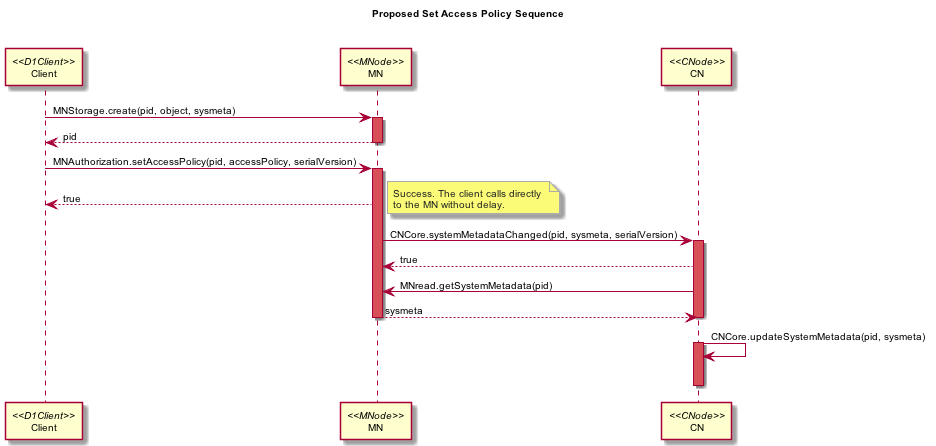 Proposed Set Access Policy Sequence
<<D1Client>>
Client
<<MNode>>
MN
<<CNode>>
CN
MNStorage.create(pid, object, sysmeta)
pid
MNAuthorization.setAccessPolicy(pid, accessPolicy, serialVersion)
Success. The client calls directly
to the MN without delay.
true
CNCore.systemMetadataChanged(pid, sysmeta, serialVersion)
true
MNread.getSystemMetadata(pid)
sysmeta
CNCore.updateSystemMetadata(pid, sysmeta)
<<D1Client>>
Client
<<MNode>>
MN
<<CNode>>
CN